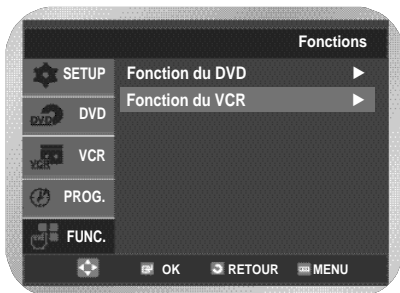 Fonctions
SETUP
Fonction du DVD ►
DVD
Fonction du VCR ►
VCR
PROG.
FUNC.
OK RETOUR MENU